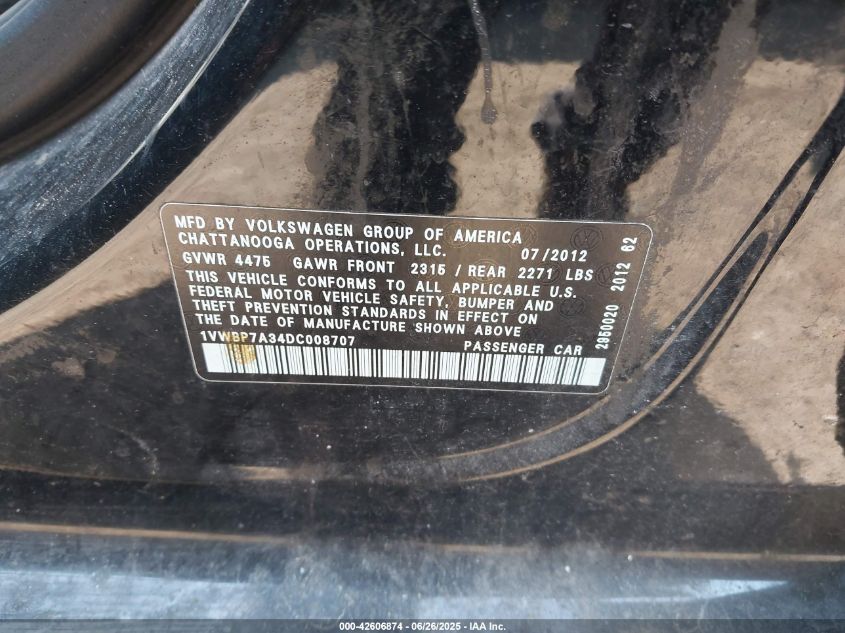 MFD BY VOLKSWAGEN GROUP OF AMERICA
CHATTANOOGA OPERATIONS, LLC. 07/2012
GVWR 4475 GAWR FRONT 2315 / REAR 2271 LBS
THIS VEHICLE CONFORMS TO ALL APPLICABLE U.S.
FEDERAL MOTOR VEHICLE SAFETY, BUMPER AND
THEFT PREVENTION STANDARDS IN EFFECT ON
THE DATE OF MANUFACTURE SHOWN ABOVE
1VWBP7A34DC008707 PASSENGER CAR
2950020 2012 62
000-42606874 - 06/26/2025 - IAA Inc.